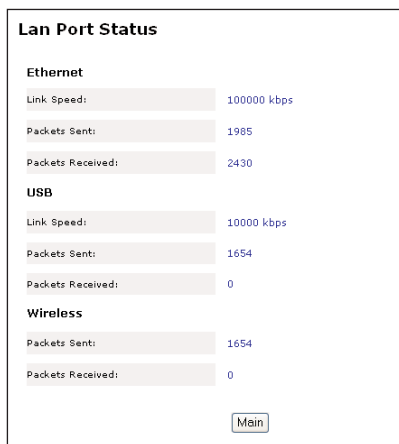 Lan Port Status
Ethernet
Link Speed: 100000 kbps
Packets Sent: 1985
Packets Received: 2430
USB
Link Speed: 10000 kbps
Packets Sent: 1654
Packets Received: 0
Wireless
Packets Sent: 1654
Packets Received: 0
Main